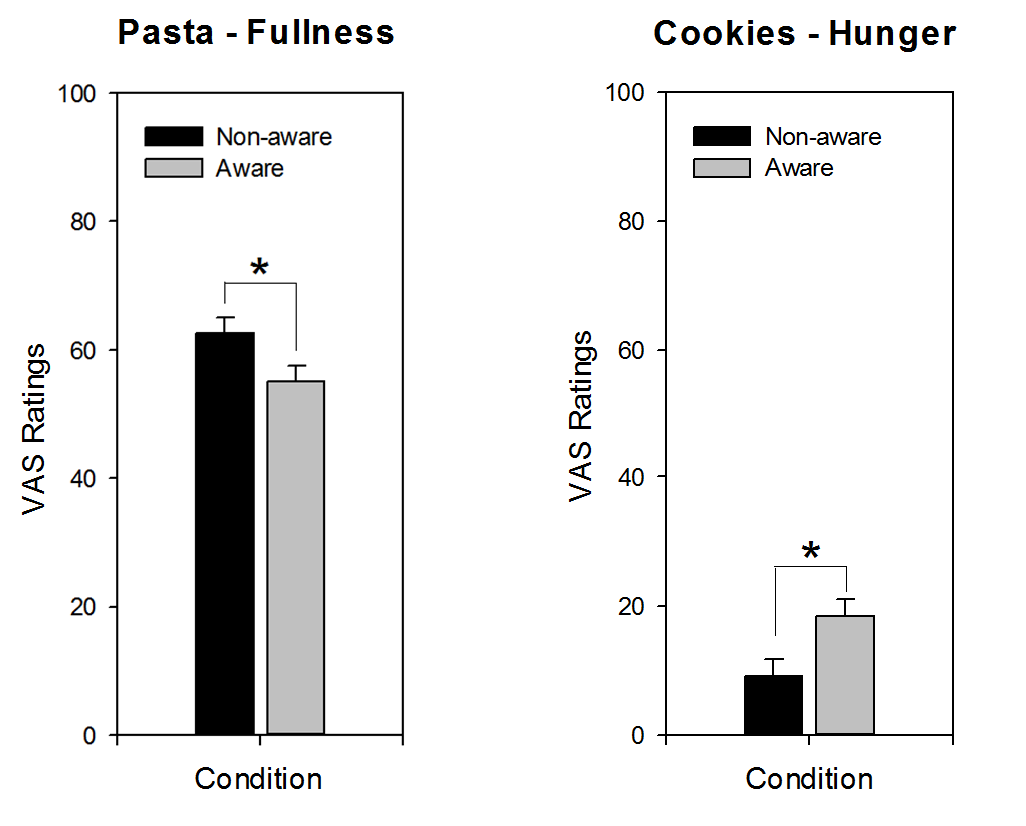 Pasta - Fullness
100
80
60
40
20
0
VAS Ratings
Non-aware
Aware
*
Condition
Cookies - Hunger
100
80
60
40
20
0
VAS Ratings
Non-aware
Aware
*
Condition